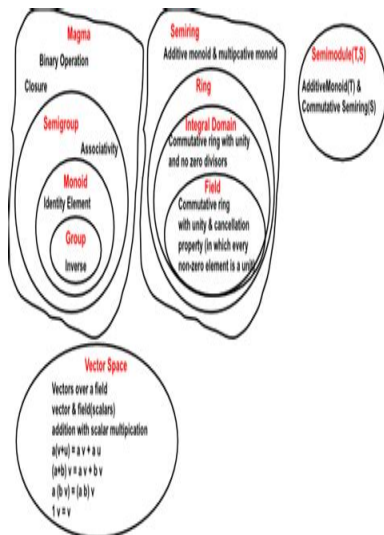 Magma
Binary Operation
Closure
Semigroup
Associativity
Monoid
Identity Element
Group
Inverse
Semiring
Additive monoid & multipcative monoid
Ring
Integral Domain
Commutative ring with unity
and no zero divisors
Field
Commutative ring
with unity & cancellation
property (in which every
non-zero element is a unit)
Semimodule(T,S)
AdditiveMonoid(T) &
Commutative Semiring(S)
Vector Space
Vectors over a field
vector & field(scalars)
addition with scalar multipication
a(v+u) = a v + a u
(a+b) v = a v + b v
a (b v) = (a b) v
1 v = v